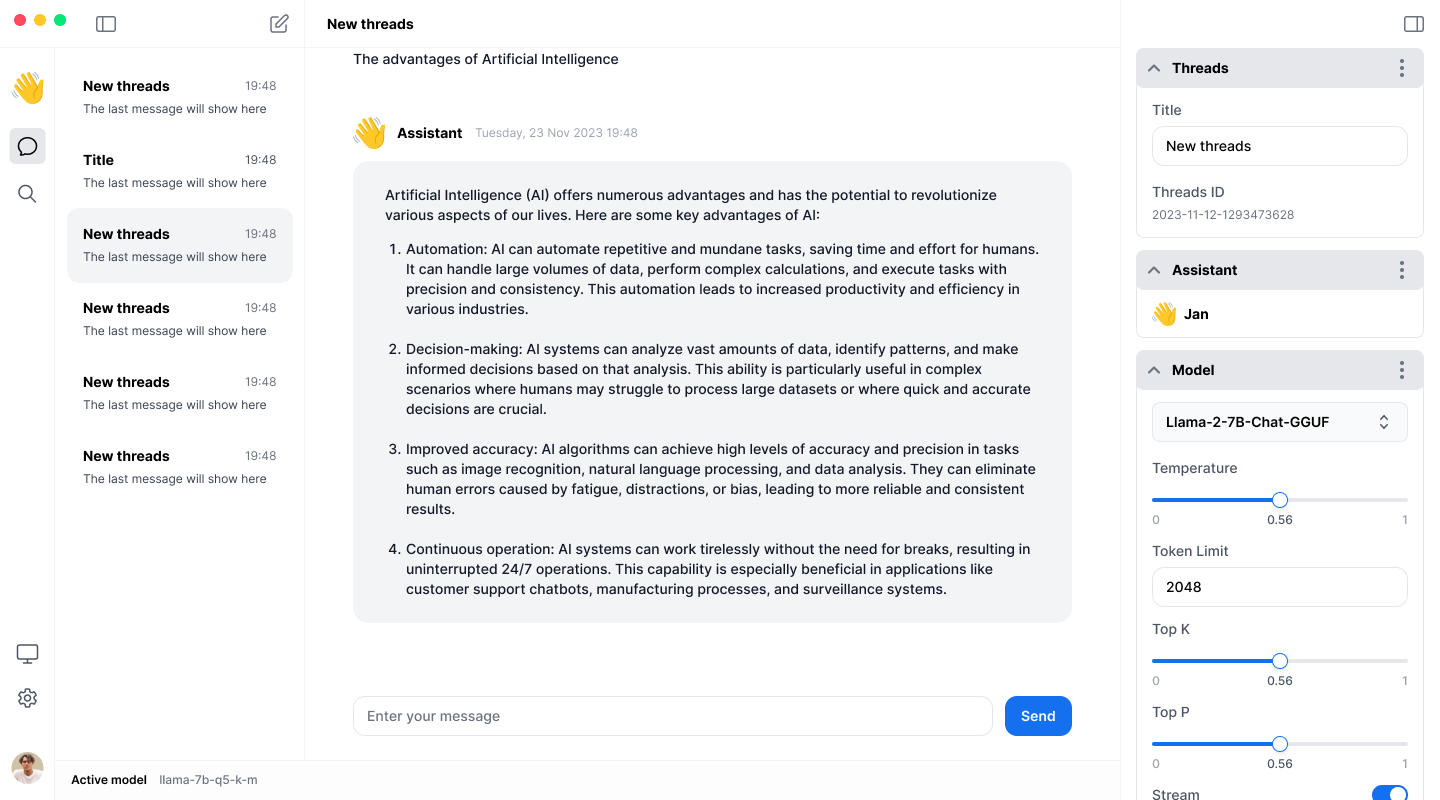 New threads
New threads 19:48
The last message will show here
Title 19:48
The last message will show here
New threads 19:48
The last message will show here
New threads 19:48
The last message will show here
New threads 19:48
The last message will show here
New threads 19:48
The last message will show here
The advantages of Artificial Intelligence
Assistant Tuesday, 23 Nov 2023 19:48
Artificial Intelligence (AI) offers numerous advantages and has the potential to revolutionize
various aspects of our lives. Here are some key advantages of AI:
1. Automation: AI can automate repetitive and mundane tasks, saving time and effort for humans.
It can handle large volumes of data, perform complex calculations, and execute tasks with
precision and consistency. This automation leads to increased productivity and efficiency in
various industries.
2. Decision-making: AI systems can analyze vast amounts of data, identify patterns, and make
informed decisions based on that analysis. This ability is particularly useful in complex
scenarios where humans may struggle to process large datasets or where quick and accurate
decisions are crucial.
3. Improved accuracy: AI algorithms can achieve high levels of accuracy and precision in tasks
such as image recognition, natural language processing, and data analysis. They can eliminate
human errors caused by fatigue, distractions, or bias, leading to more reliable and consistent
results.
4. Continuous operation: AI systems can work tirelessly without the need for breaks, resulting in
uninterrupted 24/7 operations. This capability is especially beneficial in applications like
customer support chatbots, manufacturing processes, and surveillance systems.
Enter your message
Send
Active model llama-7b-q5-k-m
Threads
Title
New threads
Threads ID
2023-11-12-1293473628
Assistant
Jan
Model
Llama-2-7B-Chat-GGUF
Temperature
0 0.56 1
Token Limit
2048
Top K
0 0.56 1
Top P
0 0.56 1
Stream